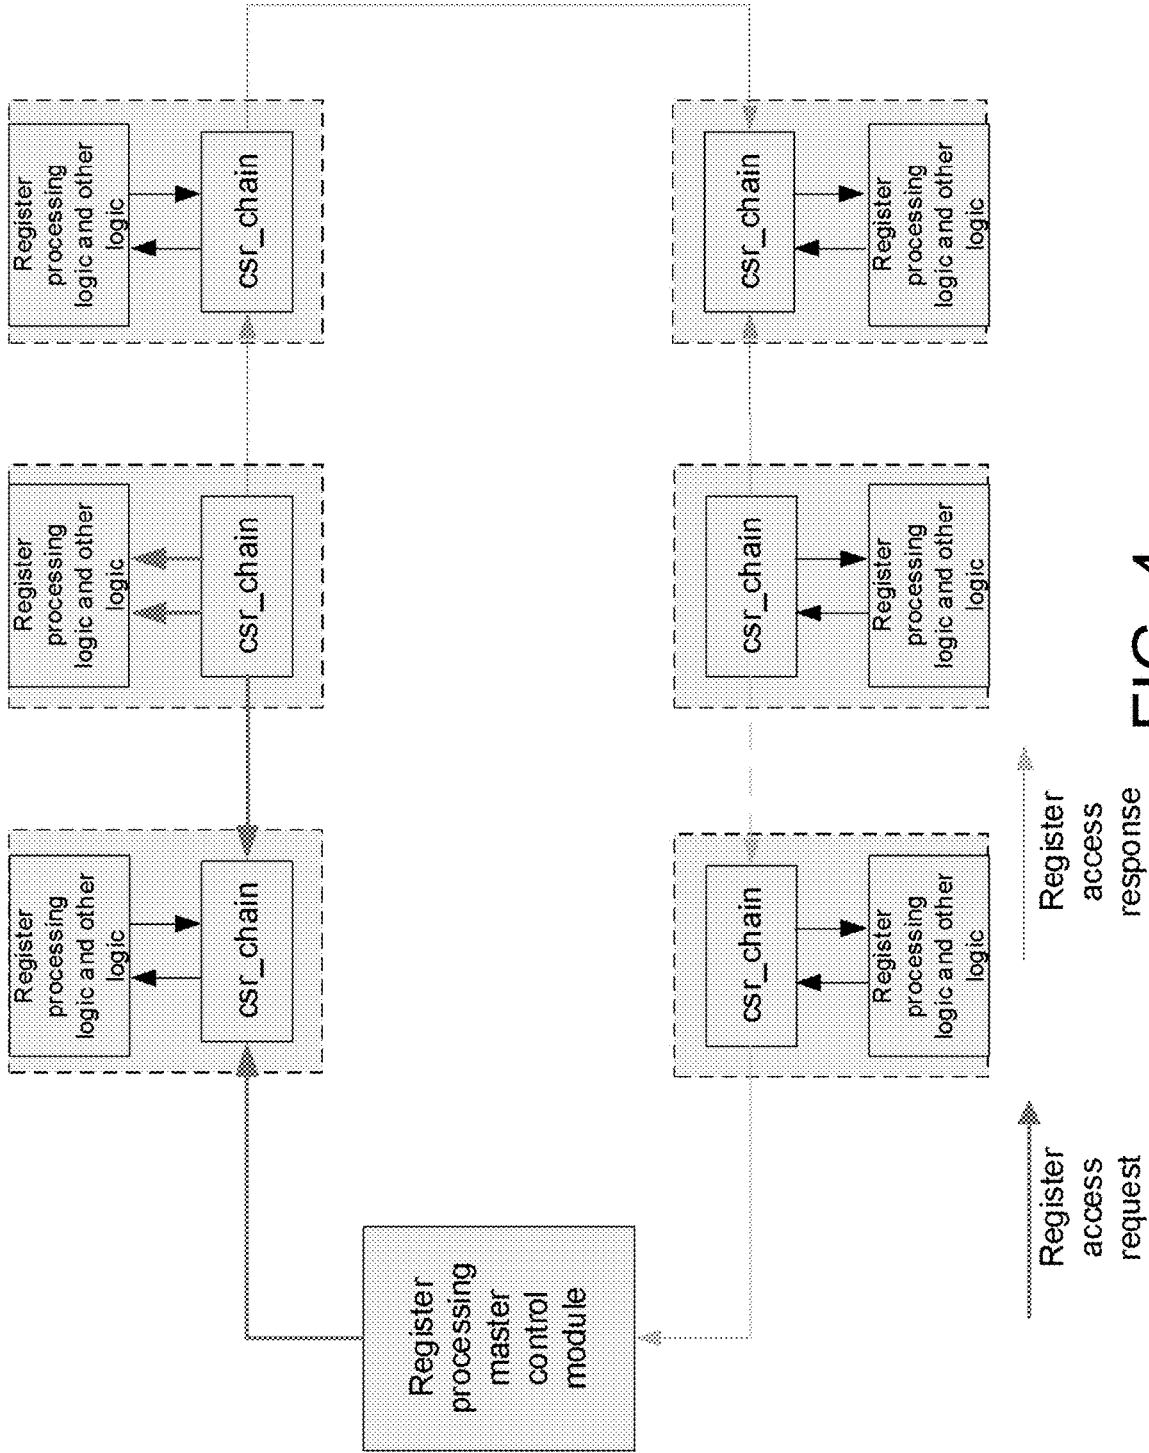 Register
processing
logic and other
logic
csr_chain
Register
processing
logic and other
logic
csr_chain
Register
processing
logic and other
logic
csr_chain
Register
processing
master
control
module
csr_chain
Register
processing
logic and other
logic
csr_chain
Register
processing
logic and other
logic
csr_chain
Register
processing
logic and other
logic
Register
access
request
Register
access
response
FIG.